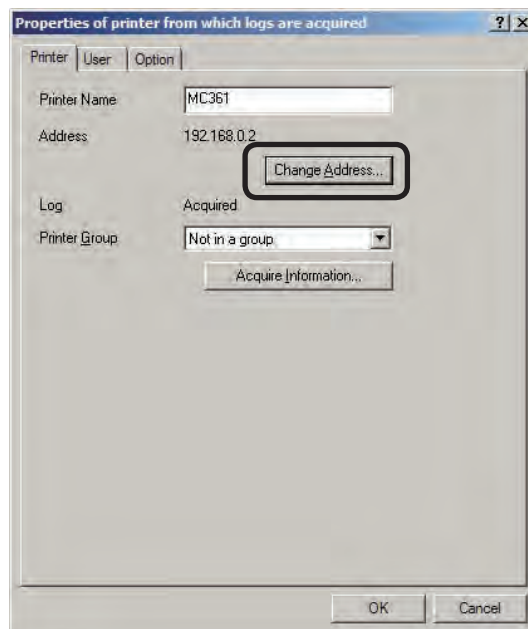 Properties of printer from which logs are acquired ? X
Printer User Option
Printer Name MC361
Address 192.168.0.2
Change Address...
Log Acquired
Printer Group Not in a group
Acquire Information...
OK Cancel